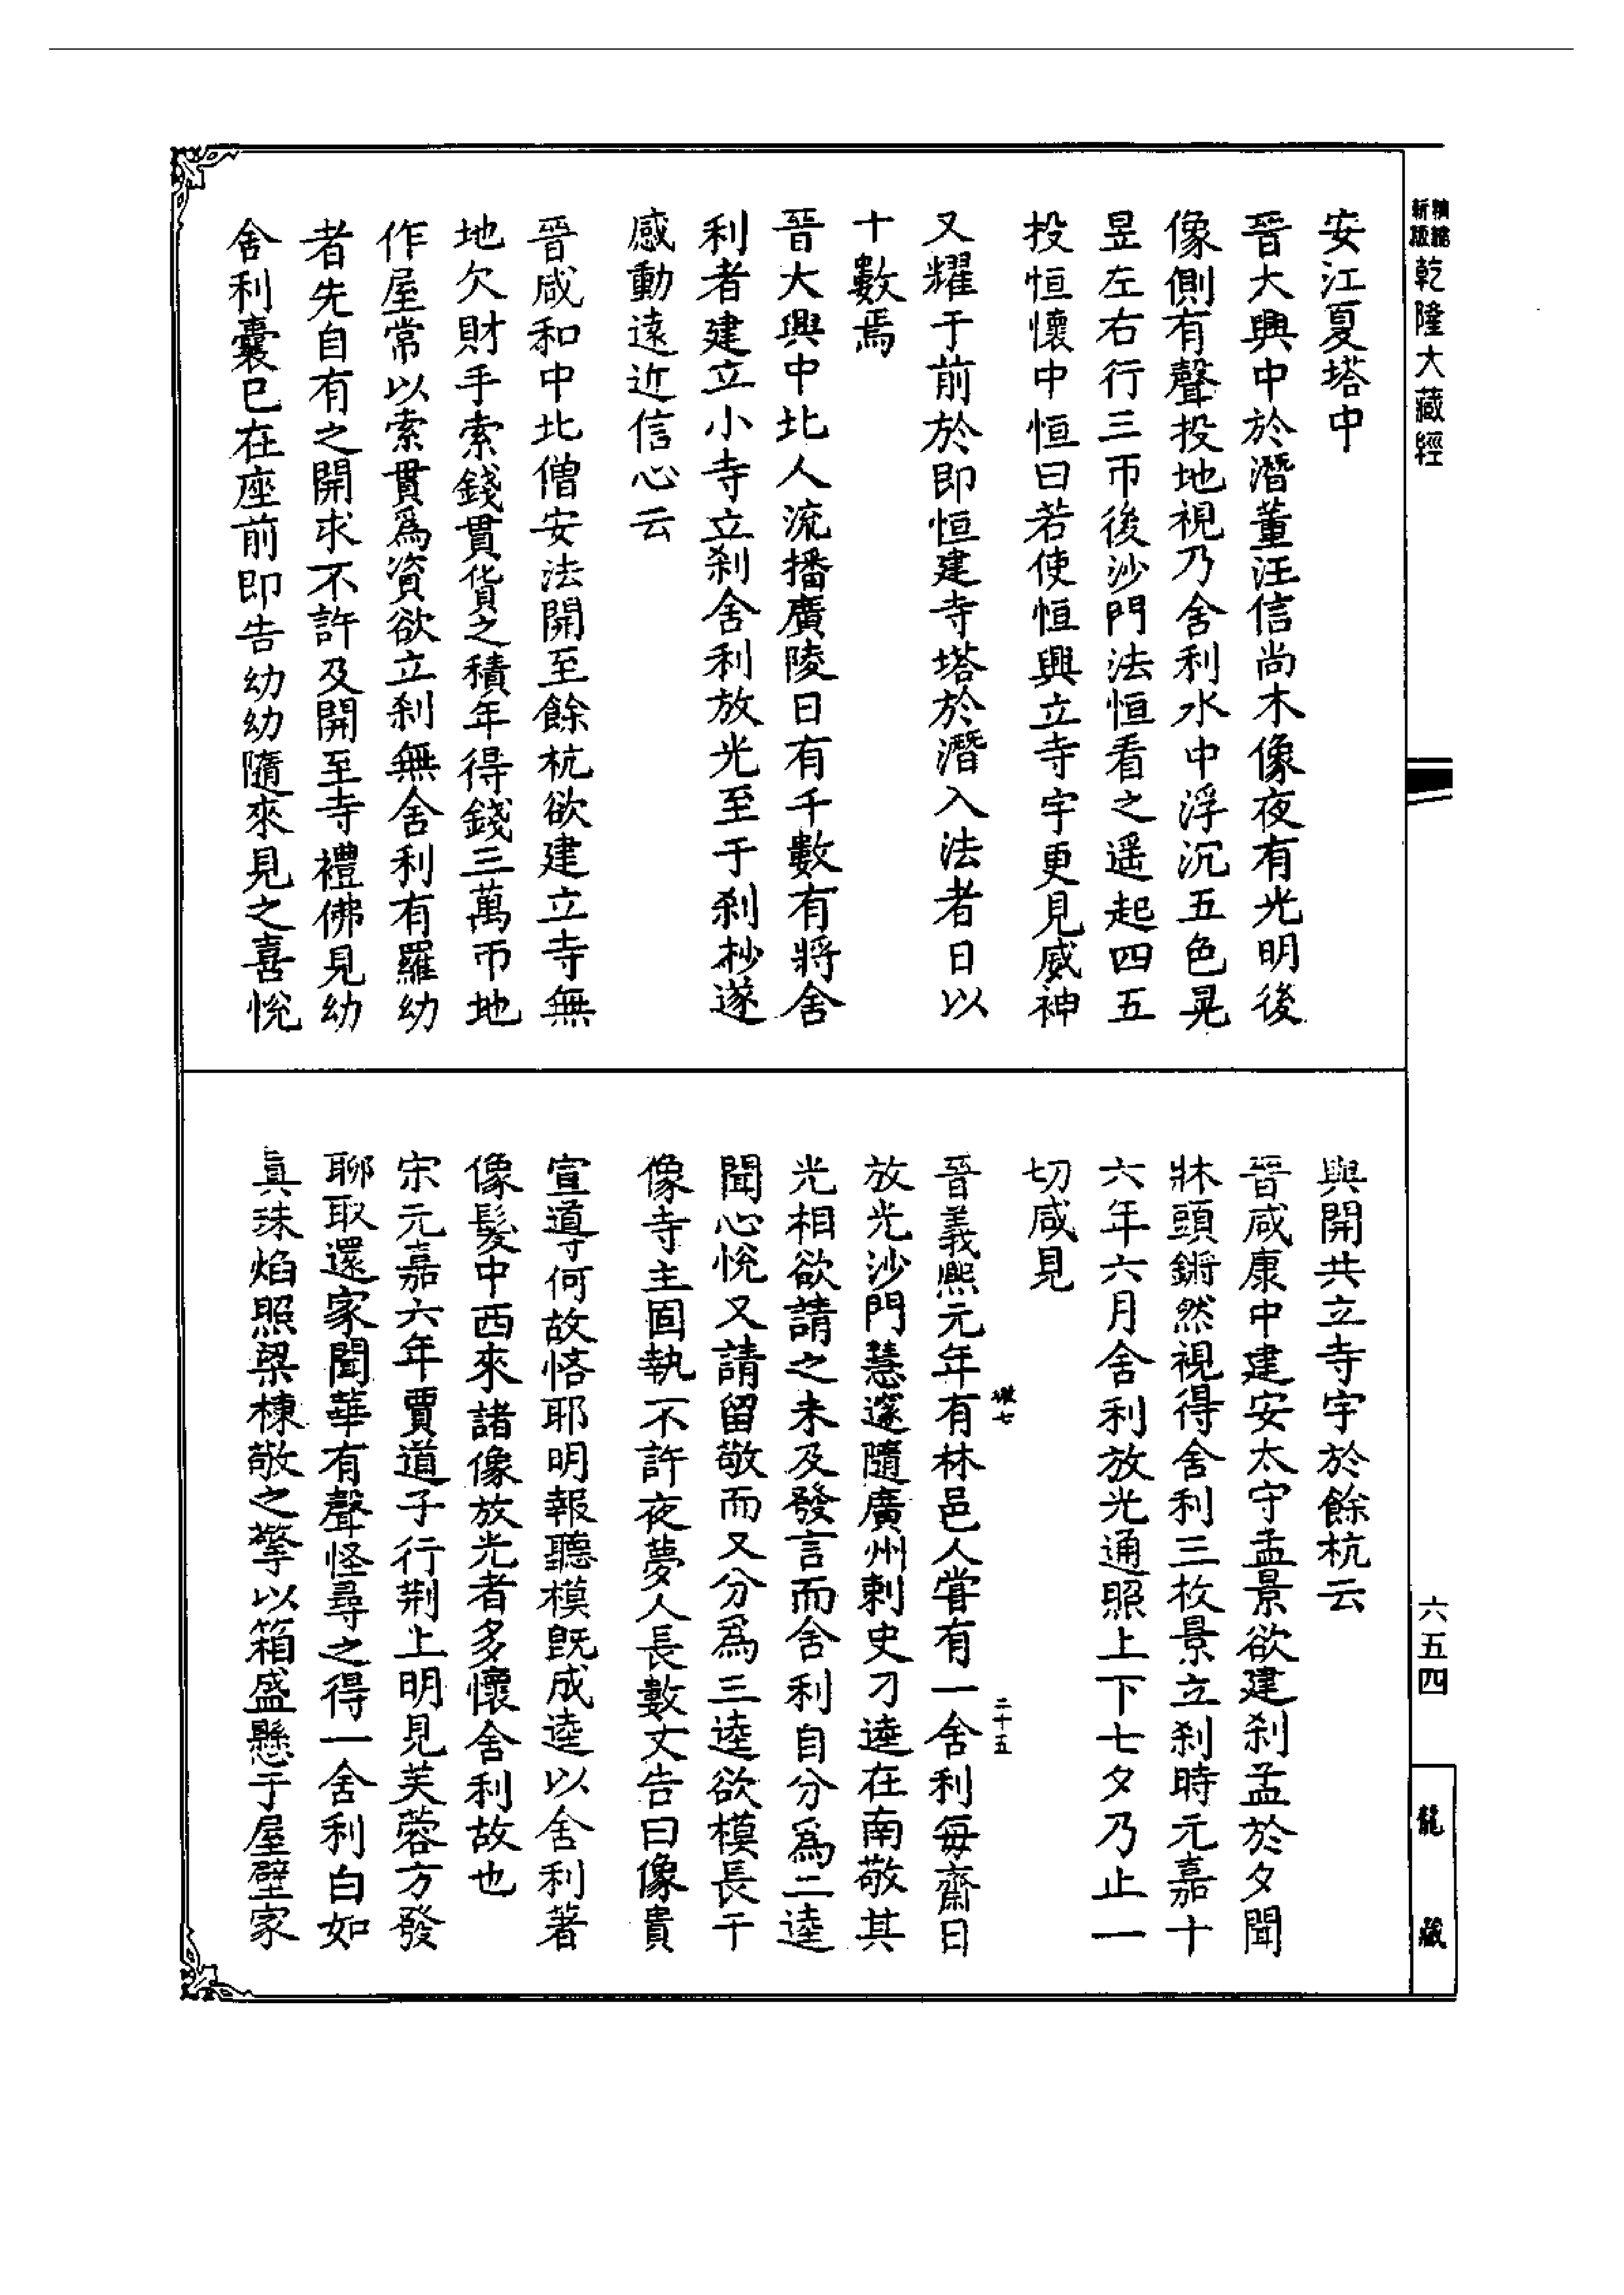 精縮新版
乾隆大藏經
安江夏塔中
晉大興中於潛董汪信尚木像夜有光明後
像側有聲投地視乃舍利水中浮沉五色晃
昱左右行三帀後沙門法恒看之遥起四五
投恒懷中恒曰若使恒興立寺宇更見威神
又耀于前於即恒建寺塔於潛入法者日以
十數焉
晉大興中北人流播廣陵日有千數有將舍
利者建立小寺立刹舍利放光至于刹杪遂
感動遠近信心云
晉咸和中北僧安法開至餘杭欲建立寺無
地欠財手索錢貫貨之積年得錢三萬帀地
作屋常以索貫爲資欲立刹無舍利有羅幼
者先自有之開求不許及開至寺禮佛見幼
舍利囊已在座前即告幼幼隨來見之喜悅
與開共立寺宇於餘杭云
晉咸康中建安太守孟景欲建刹孟於夕聞
牀頭鏘然視得舍利三枚景立刹時元嘉十
六年六月舍利放光通照上下七夕乃止一
切咸見
二十五
晉義熙元年有林邑人甞有一舍利每齋日
放光沙門慧邃隨廣州刺史刁逵在南敬其
光相欲請之未及發言而舍利自分爲二逵
聞心悅又請留敬而又分爲三逵欲模長干
像寺主固執不許夜夢人長數丈告曰像貴
宣導何故恡耶明報聽模旣成逵以舍利著
像髮中西來諸像放光者多懷舍利故也
宋元嘉六年賈道子行荆上明見芙蓉方發
聊取還家聞華有聲怪尋之得一舍利白如
真珠焰照梁棟敬之擎以箱盛懸于屋壁家
六五四
龍藏